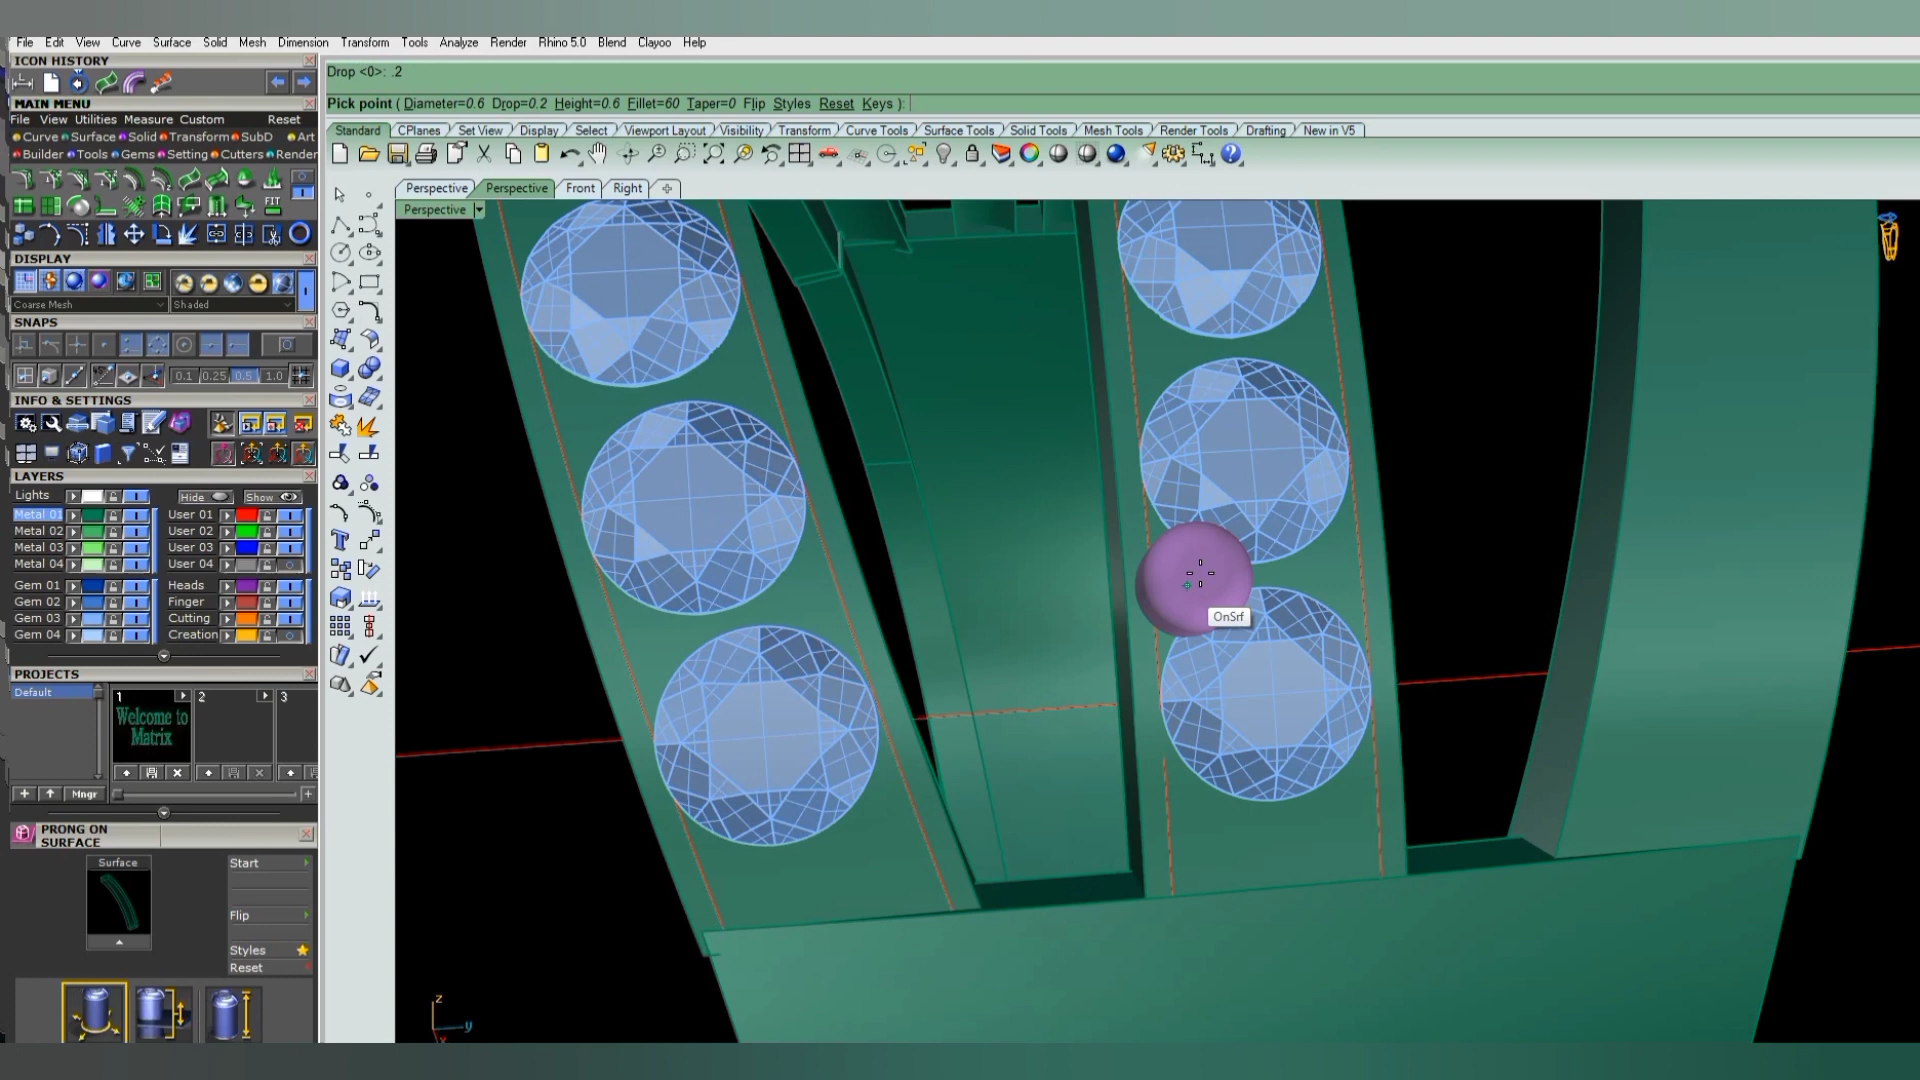 File Edit View Curve Surface Solid Mesh Dimension Transform Tools Analyze Render Rhino 5.0 Blend Clayoo Help
ICON HISTORY
MAIN MENU
File View Utilities Measure Custom Reset
Curve Surface Solid Transform SubD Art
Builder Tools Gems Setting Cutters Render
FIT
DISPLAY
Coarse Mesh Shaded
SNAPS
0.1 0.25 0.5 1.0
INFO & SETTINGS
LAYERS
Lights Hide Show
Metal 01 User 01
Metal 02 User 02
Metal 03 User 03
Metal 04 User 04
Gem 01 Heads
Gem 02 Finger
Gem 03 Cutting
Gem 04 Creation
PROJECTS
Default 1 2 3
Welcome to
Matrix
Mngr
PRONG ON
SURFACE
Surface Start
Flip
Styles
Reset
Drop <0>: .2
Pick point ( Diameter=0.6 Drop=0.2 Height=0.6 Fillet=60 Taper=0 Flip Styles Reset Keys ):
Standard CPlanes Set View Display Select Viewport Layout Visibility Transform Curve Tools Surface Tools Solid Tools Mesh Tools Render Tools Drafting New in V5
Perspective Perspective Front Right
Perspective
OnSrf
z
y
x